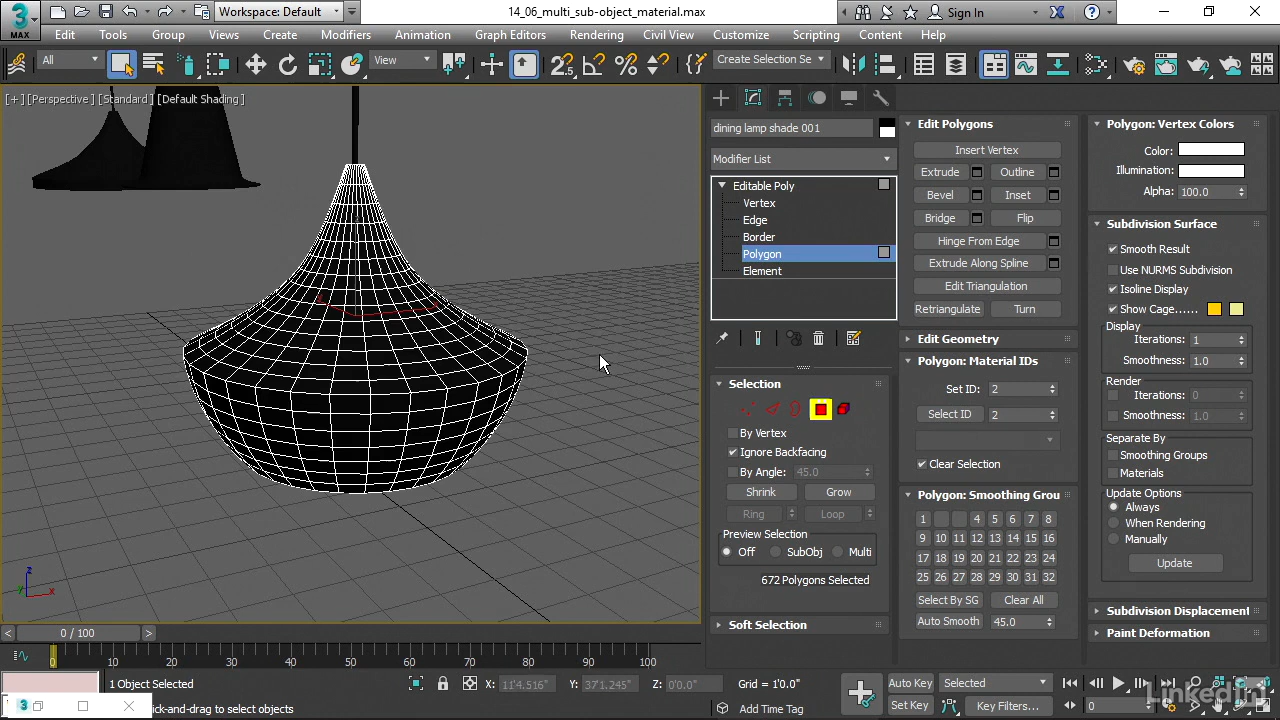 3
MAX
Workspace: Default
14_06_multi_sub-object_material.max
Sign In
Edit Tools Group Views Create Modifiers Animation Graph Editors Rendering Civil View Customize Scripting Content Help
All
View
Create Selection Se
[+] [Perspective] [Standard] [Default Shading]
dining lamp shade 001
Modifier List
Editable Poly
Vertex
Edge
Border
Polygon
Element
Selection
By Vertex
Ignore Backfacing
By Angle: 45.0
Shrink Grow
Ring Loop
Preview Selection
Off SubObj Multi
672 Polygons Selected
Soft Selection
Edit Polygons
Insert Vertex
Extrude Outline
Bevel Inset
Bridge Flip
Hinge From Edge
Extrude Along Spline
Edit Triangulation
Retriangulate Turn
Edit Geometry
Polygon: Material IDs
Set ID: 2
Select ID 2
Clear Selection
Polygon: Smoothing Grou
1 4 5 6 7 8
9 10 11 12 13 14 15 16
17 18 19 20 21 22 23 24
25 26 27 28 29 30 31 32
Select By SG Clear All
Auto Smooth 45.0
Polygon: Vertex Colors
Color:
Illumination:
Alpha: 100.0
Subdivision Surface
Smooth Result
Use NURMS Subdivision
Isoline Display
Show Cage......
Display
Iterations: 1
Smoothness: 1.0
Render
Iterations: 0
Smoothness: 1.0
Separate By
Smoothing Groups
Materials
Update Options
Always
When Rendering
Manually
Update
Subdivision Displacement
Paint Deformation
z
y x
< 0 / 100 >
0 10 20 30 40 50 60 70 80 90 100
1 Object Selected
X: 11'4.516" Y: 37'1.245" Z: 0'0.0"
Grid = 1'0.0"
Auto Key Selected
ick-and-drag to select objects
Add Time Tag
Set Key Key Filters... 0
LinkedIn